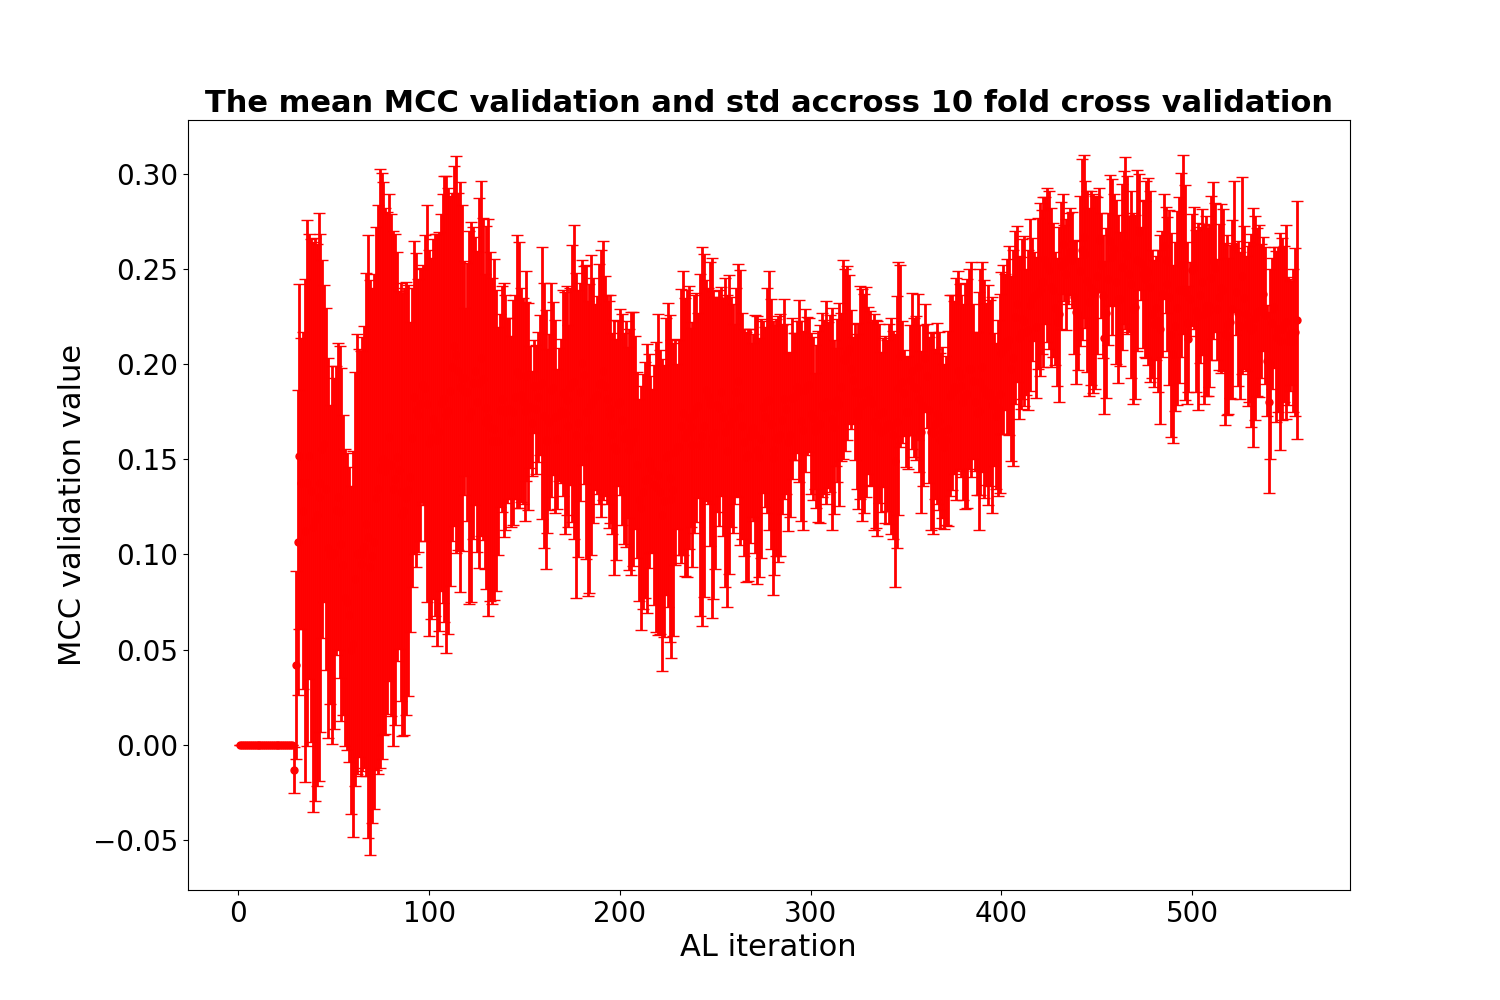 The mean MCC validation and std accross 10 fold cross validation
0.30
0.25
0.20
0.15
0.10
0.05
0.00
−0.05
MCC validation value
0 100 200 300 400 500
AL iteration